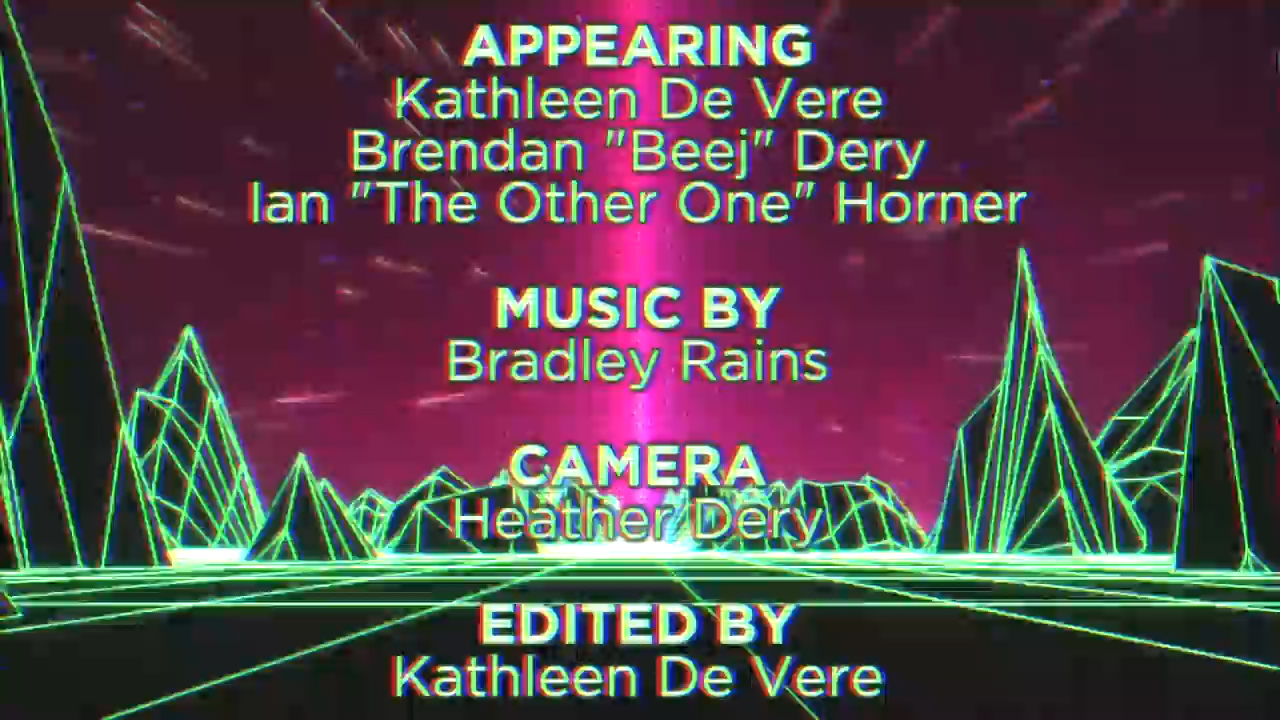 APPEARING
Kathleen De Vere
Brendan "Beej" Dery
Ian "The Other One" Horner
MUSIC BY
Bradley Rains
CAMERA
Heather Dery
EDITED BY
Kathleen De Vere